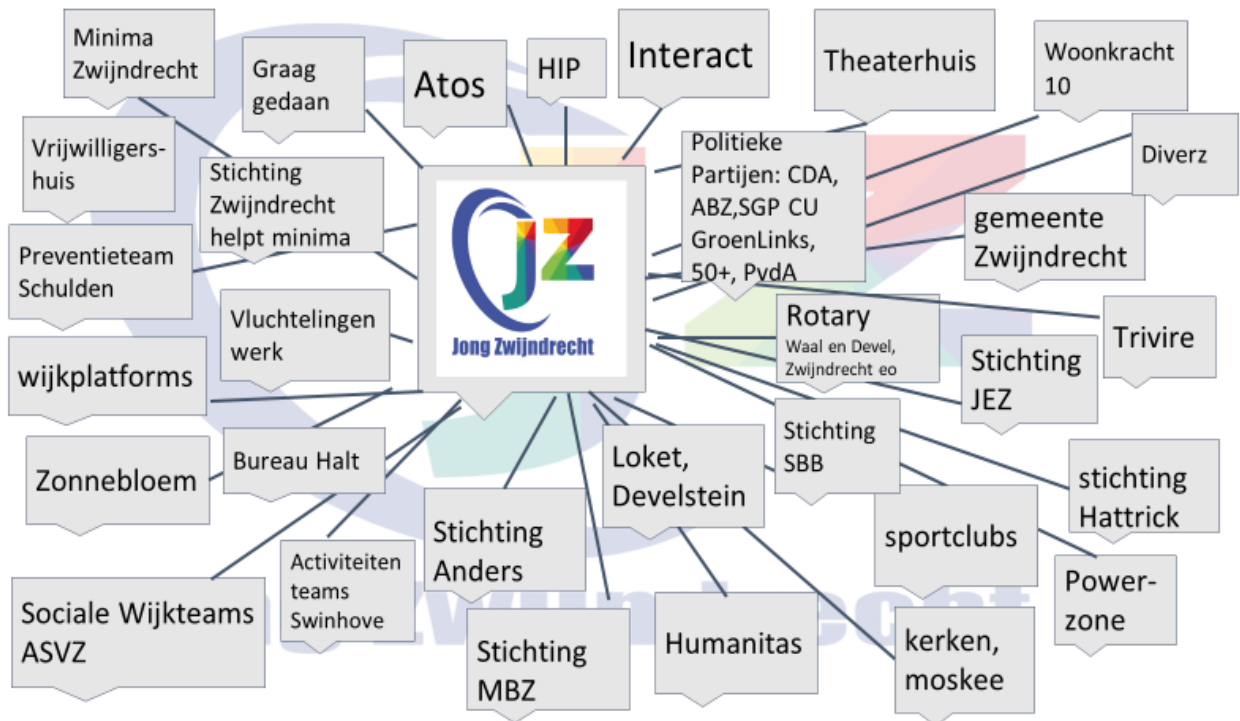 Minima
Zwijndrecht
Graag
gedaan
Atos
HIP
Interact
Theaterhuis
Woonkracht
10
Vrijwilligers-
huis
Stichting
Zwijndrecht
helpt minima
Politieke
Partijen: CDA,
ABZ,SGP CU
GroenLinks,
50+, PvdA
Diverz
gemeente
Zwijndrecht
Preventieteam
Schulden
jz
Jong Zwijndrecht
Vluchtelingen
werk
Rotary
Waal en Devel,
Zwijndrecht eo
Trivire
wijkplatforms
Stichting
JEZ
Zonnebloem
Bureau Halt
Loket,
Develstein
Stichting
SBB
stichting
Hattrick
Stichting
Anders
sportclubs
Activiteiten
teams
Swinhove
Power-
zone
Sociale Wijkteams
ASVZ
Stichting
MBZ
Humanitas
kerken,
moskee